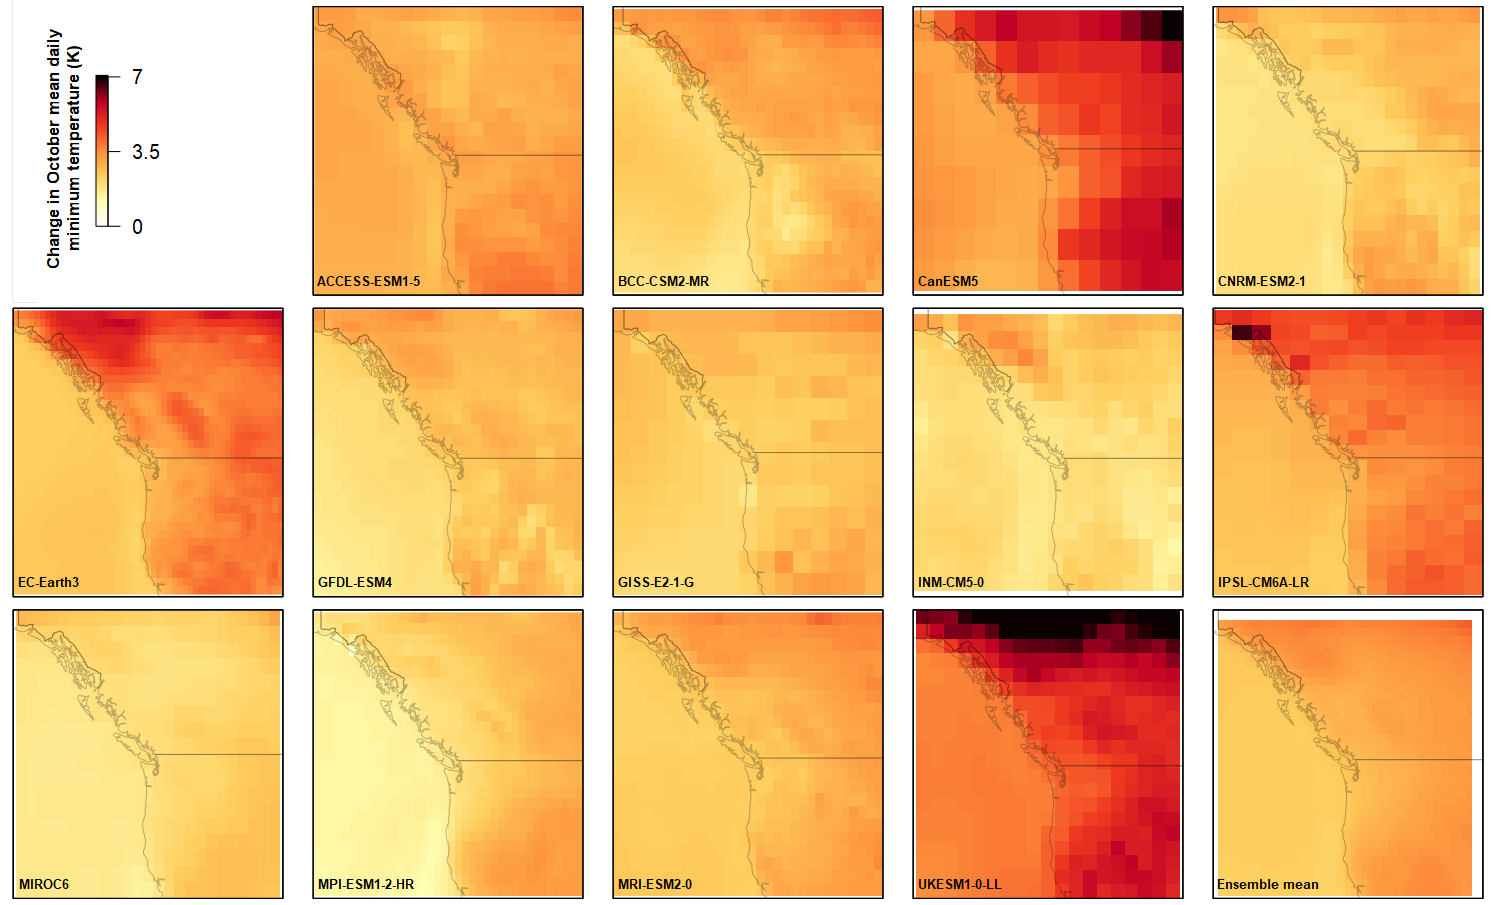 Change in October mean daily
minimum temperature (K)
7
3.5
0
ACCESS-ESM1-5
BCC-CSM2-MR
CanESM5
CNRM-ESM2-1
EC-Earth3
GFDL-ESM4
GISS-E2-1-G
INM-CM5-0
IPSL-CM6A-LR
MIROC6
MPI-ESM1-2-HR
MRI-ESM2-0
UKESM1-0-LL
Ensemble mean